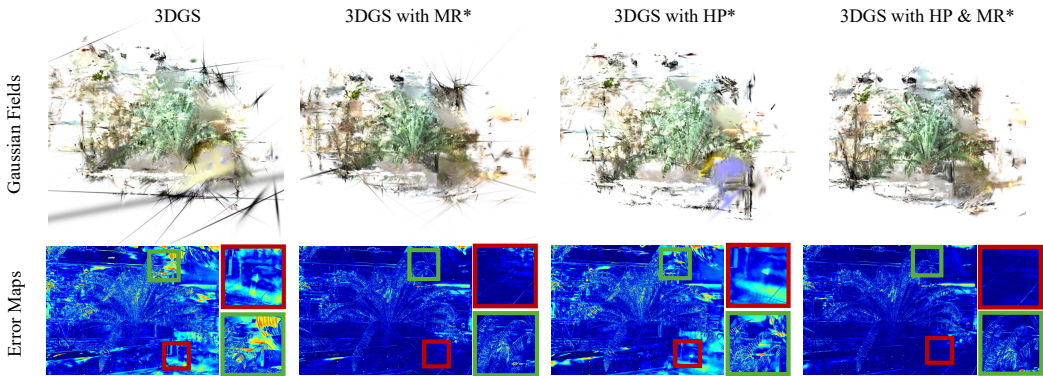 3DGS
3DGS with MR*
3DGS with HP*
3DGS with HP & MR*
Gaussian Fields
Error Maps